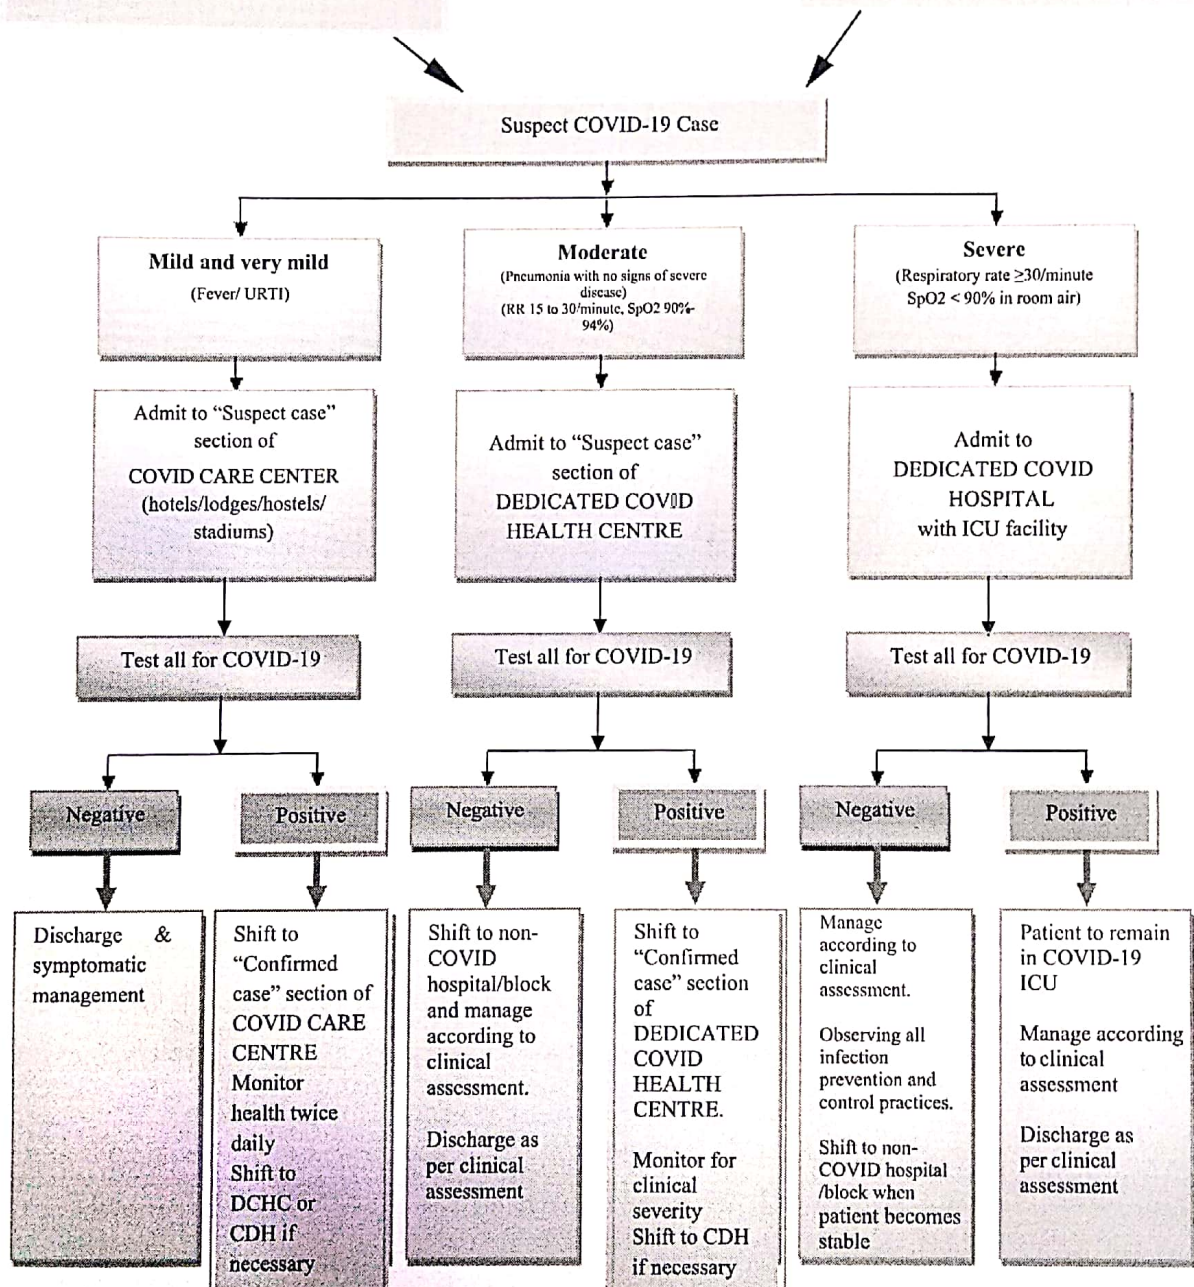 Suspect COVID-19 Case
Mild and very mild
(Fever/ URTI)
Moderate
(Pneumonia with no signs of severe
disease)
(RR 15 to 30/minute, SpO2 90%-
94%)
Severe
(Respiratory rate ≥30/minute
SpO2 < 90% in room air)
Admit to “Suspect case”
section of
COVID CARE CENTER
(hotels/lodges/hostels/
stadiums)
Admit to “Suspect case”
section of
DEDICATED COVID
HEALTH CENTRE
Admit to
DEDICATED COVID
HOSPITAL
with ICU facility
Test all for COVID-19
Test all for COVID-19
Test all for COVID-19
Negative
Positive
Negative
Positive
Negative
Positive
Discharge &
symptomatic
management
Shift to
“Confirmed
case” section of
COVID CARE
CENTRE
Monitor
health twice
daily
Shift to
DCHC or
CDH if
necessary
Shift to non-
COVID
hospital/block
and manage
according to
clinical
assessment.
Discharge as
per clinical
assessment
Shift to
“Confirmed
case” section
of
DEDICATED
COVID
HEALTH
CENTRE.
Monitor for
clinical
severity
Shift to CDH
if necessary
Manage
according to
clinical
assessment.
Observing all
infection
prevention and
control practices.
Shift to non-
COVID hospital
/block when
patient becomes
stable
Patient to remain
in COVID-19
ICU
Manage according
to clinical
assessment
Discharge as
per clinical
assessment